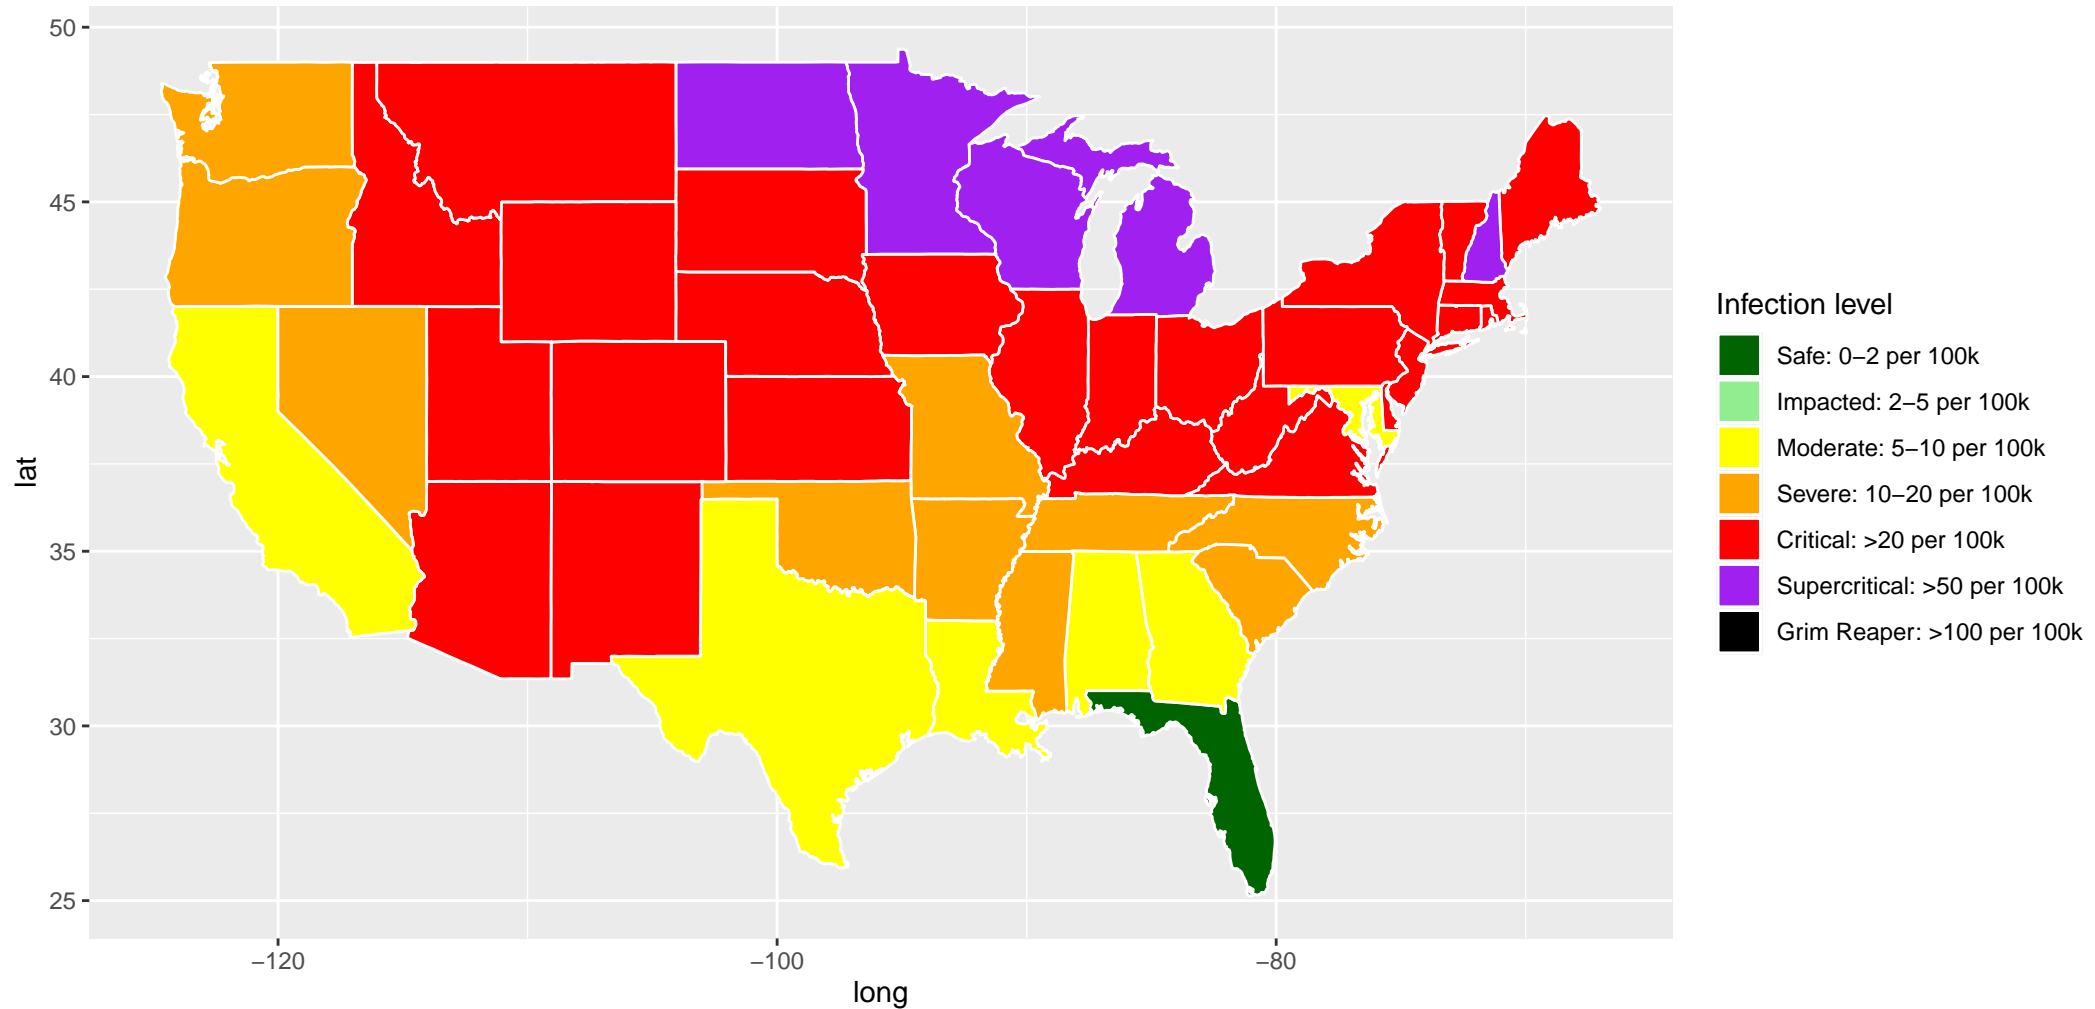 50
45
40
35
30
25
lat
−120
−100
−80
long
Infection level
Safe: 0−2 per 100k
Impacted: 2−5 per 100k
Moderate: 5−10 per 100k
Severe: 10−20 per 100k
Critical: >20 per 100k
Supercritical: >50 per 100k
Grim Reaper: >100 per 100k